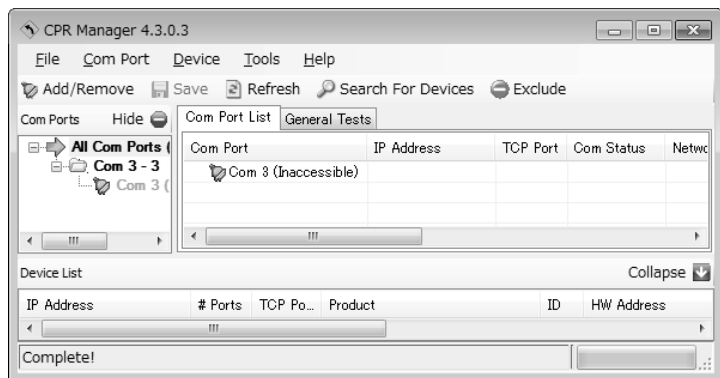 CPR Manager 4.3.0.3
File Com Port Device Tools Help
Add/Remove Save Refresh Search For Devices Exclude
Com Ports Hide
Com Port List General Tests
All Com Ports (
Com 3 - 3
Com 3 (
Com Port IP Address TCP Port Com Status Netwo
Com 3 (Inaccessible)
Device List Collapse
IP Address # Ports TCP Po... Product ID HW Address
Complete!